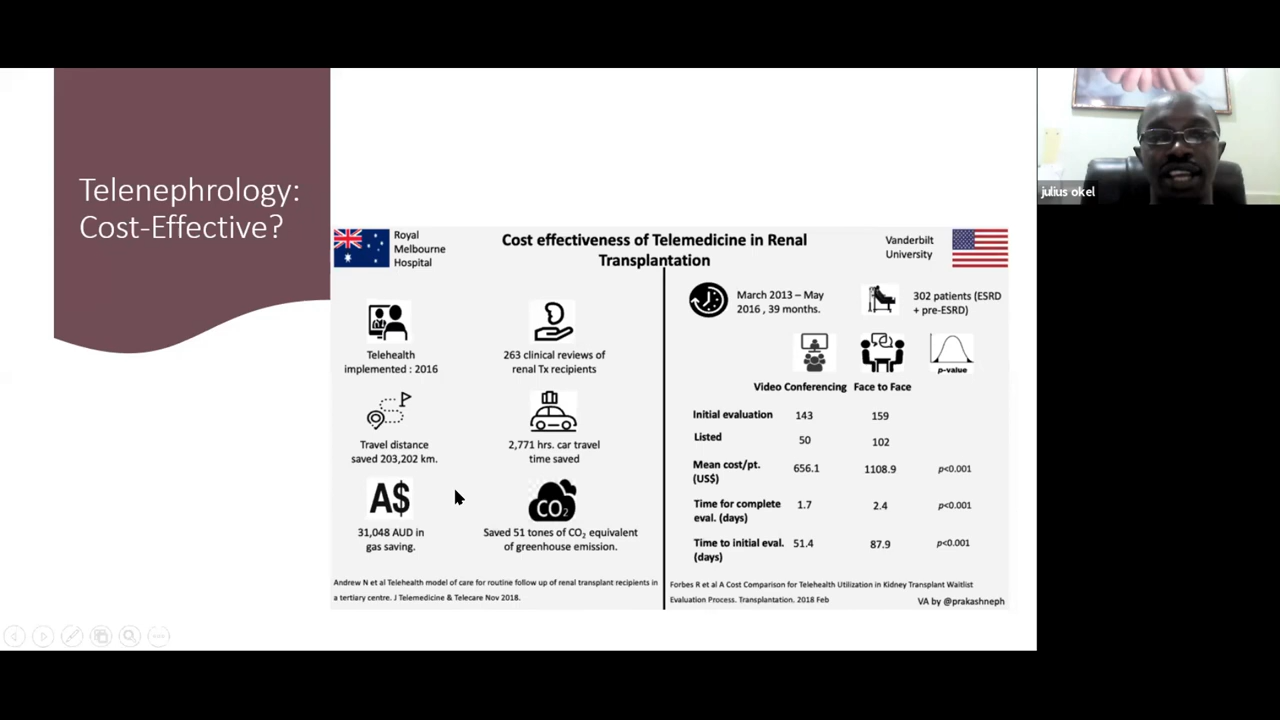 Telenephrology:
Cost-Effective?
Royal
Melbourne
Hospital
Cost effectiveness of Telemedicine in Renal
Transplantation
Vanderbilt
University
Telehealth
implemented : 2016
263 clinical reviews of
renal Tx recipients
Travel distance
saved 203,202 km.
2,771 hrs. car travel
time saved
A$
31,048 AUD in
gas saving.
CO2
Saved 51 tones of CO₂ equivalent
of greenhouse emission.
Andrew N et al Telehealth model of care for routine follow up of renal transplant recipients in
a tertiary centre. J Telemedicine & Telecare Nov 2018.
March 2013 – May
2016 , 39 months.
302 patients (ESRD
+ pre-ESRD)
p-value
Video Conferencing Face to Face
Initial evaluation 143 159
Listed 50 102
Mean cost/pt. 656.1 1108.9 p<0.001
(US$)
Time for complete 1.7 2.4 p<0.001
eval. (days)
Time to initial eval. 51.4 87.9 p<0.001
(days)
Forbes R et al A Cost Comparison for Telehealth Utilization in Kidney Transplant Waitlist
Evaluation Process. Transplantation. 2018 Feb
VA by @prakashneph
julius okel